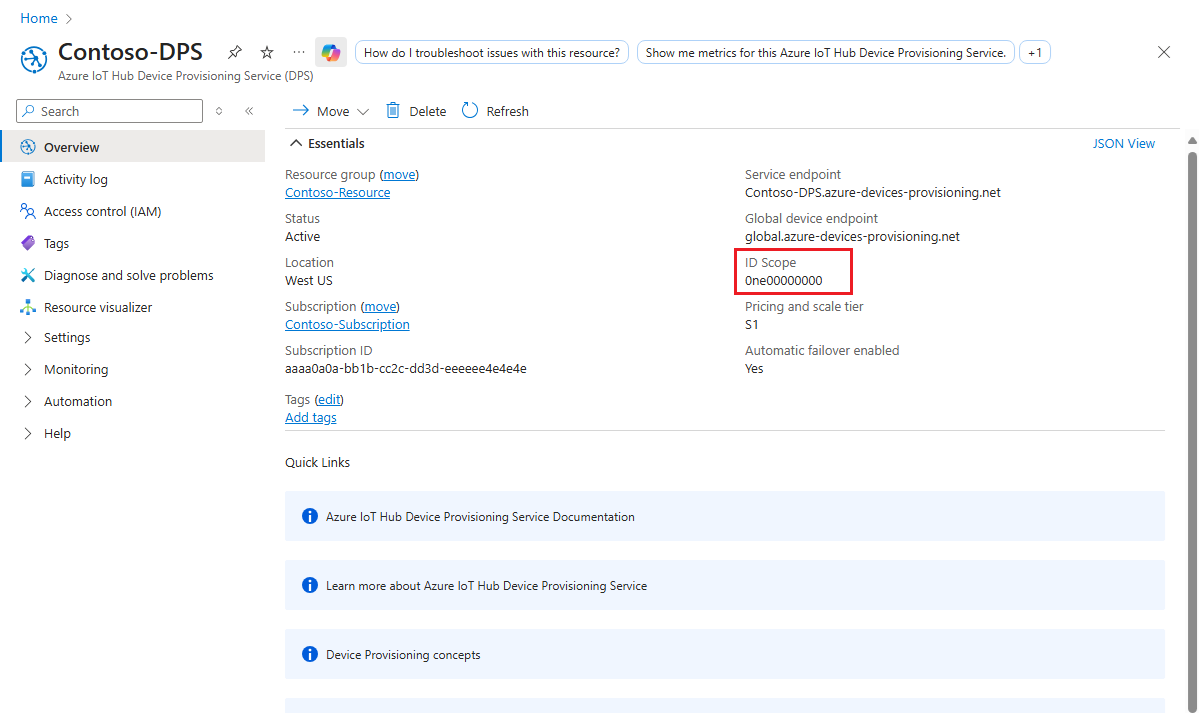 Home
Contoso-DPS
How do I troubleshoot issues with this resource?
Show me metrics for this Azure IoT Hub Device Provisioning Service.
+1
Azure IoT Hub Device Provisioning Service (DPS)
Search
Overview
Activity log
Access control (IAM)
Tags
Diagnose and solve problems
Resource visualizer
Settings
Monitoring
Automation
Help
Move
Delete
Refresh
Essentials
JSON View
Resource group (move)
Contoso-Resource
Status
Active
Location
West US
Subscription (move)
Contoso-Subscription
Subscription ID
aaaa0a0a-bb1b-cc2c-dd3d-eeeeee4e4e4e
Tags (edit)
Add tags
Service endpoint
Contoso-DPS.azure-devices-provisioning.net
Global device endpoint
global.azure-devices-provisioning.net
ID Scope
0ne00000000
Pricing and scale tier
S1
Automatic failover enabled
Yes
Quick Links
Azure IoT Hub Device Provisioning Service Documentation
Learn more about Azure IoT Hub Device Provisioning Service
Device Provisioning concepts